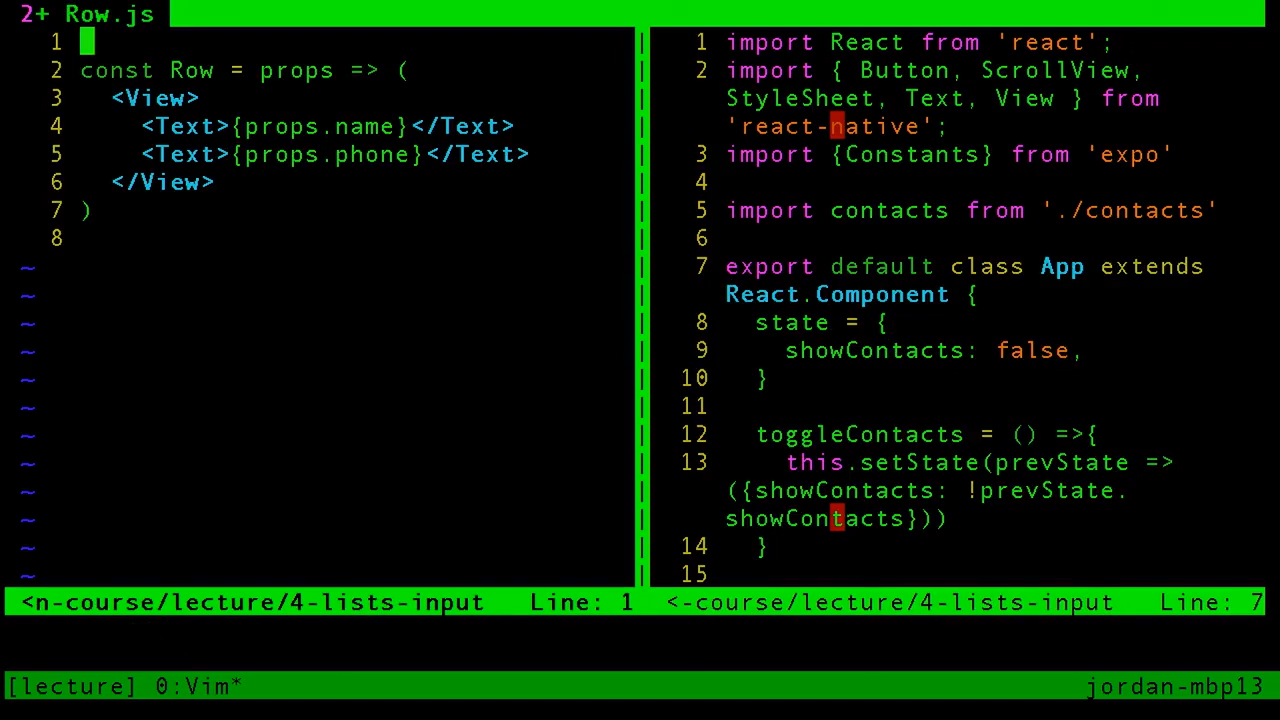 2+ Row.js
1
2 const Row = props => (
3   <View>
4     <Text>{props.name}</Text>
5     <Text>{props.phone}</Text>
6   </View>
7 )
8
~
~
~
~
~
~
~
~
~
~
~
~
<n-course/lecture/4-lists-input   Line: 1
1 import React from 'react';
2 import { Button, ScrollView,
StyleSheet, Text, View } from
'react-native';
3 import {Constants} from 'expo'
4
5 import contacts from './contacts'
6
7 export default class App extends
React.Component {
8   state = {
9     showContacts: false,
10   }
11
12   toggleContacts = () =>{
13     this.setState(prevState =>
({showContacts: !prevState.
showContacts}))
14   }
15
<-course/lecture/4-lists-input   Line: 7
[lecture] 0:Vim*
jordan-mbp13